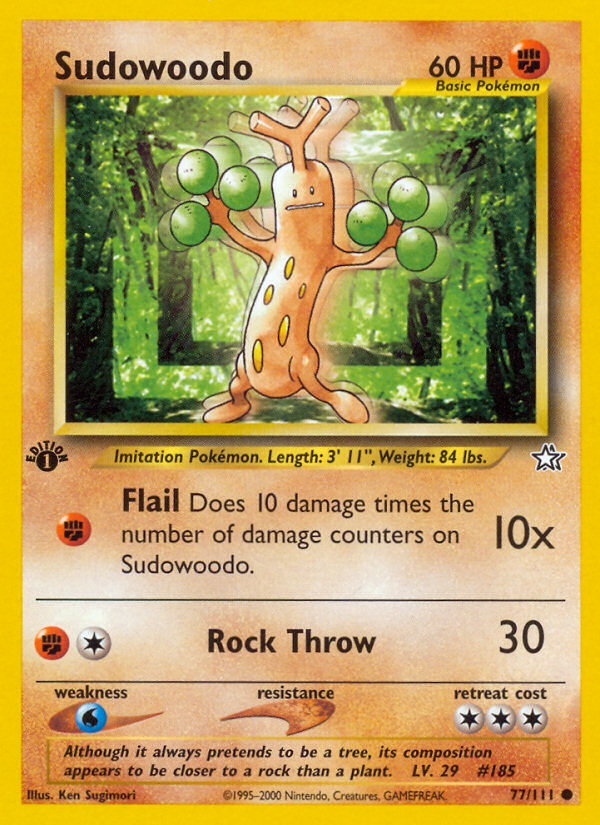 Sudowoodo 60 HP
Basic Pokémon
EDITION
1
Imitation Pokémon. Length: 3' 11", Weight: 84 lbs.
Flail Does 10 damage times the
number of damage counters on
Sudowoodo.
10x
Rock Throw 30
weakness resistance retreat cost
Although it always pretends to be a tree, its composition
appears to be closer to a rock than a plant. LV. 29 #185
Illus. Ken Sugimori ©1995–2000 Nintendo, Creatures, GAMEFREAK. 77/111